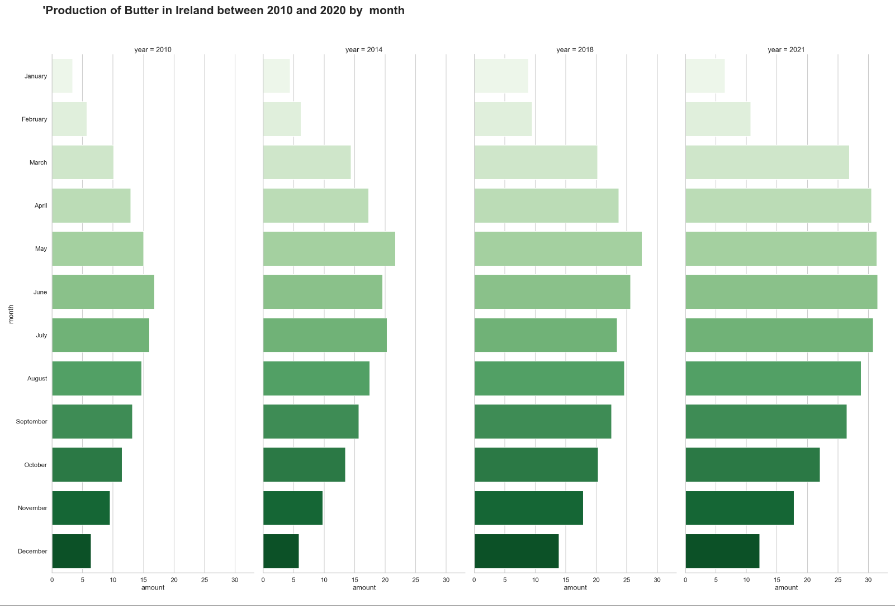 'Production of Butter in Ireland between 2010 and 2020 by  month
year = 2010
year = 2014
year = 2018
year = 2021
month
January
February
March
April
May
June
July
August
September
October
November
December
0 5 10 15 20 25 30
0 5 10 15 20 25 30
0 5 10 15 20 25 30
0 5 10 15 20 25 30
amount
amount
amount
amount